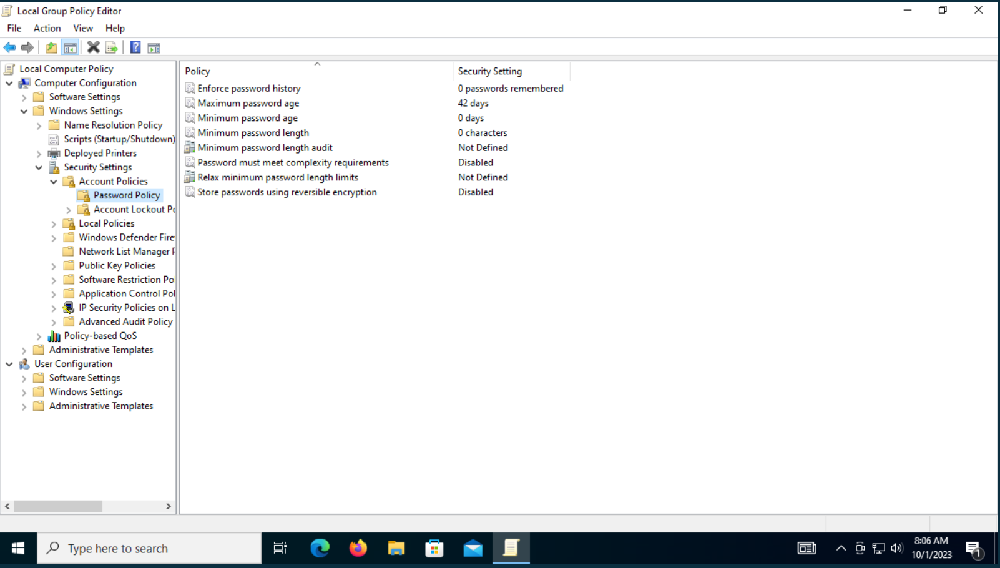 Local Group Policy Editor
File Action View Help
Local Computer Policy
Computer Configuration
Software Settings
Windows Settings
Name Resolution Policy
Scripts (Startup/Shutdown)
Deployed Printers
Security Settings
Account Policies
Password Policy
Account Lockout Po
Local Policies
Windows Defender Fire
Network List Manager P
Public Key Policies
Software Restriction Po
Application Control Pol
IP Security Policies on L
Advanced Audit Policy
Policy-based QoS
Administrative Templates
User Configuration
Software Settings
Windows Settings
Administrative Templates
Policy Security Setting
Enforce password history 0 passwords remembered
Maximum password age 42 days
Minimum password age 0 days
Minimum password length 0 characters
Minimum password length audit Not Defined
Password must meet complexity requirements Disabled
Relax minimum password length limits Not Defined
Store passwords using reversible encryption Disabled
Type here to search
8:06 AM
10/1/2023
1